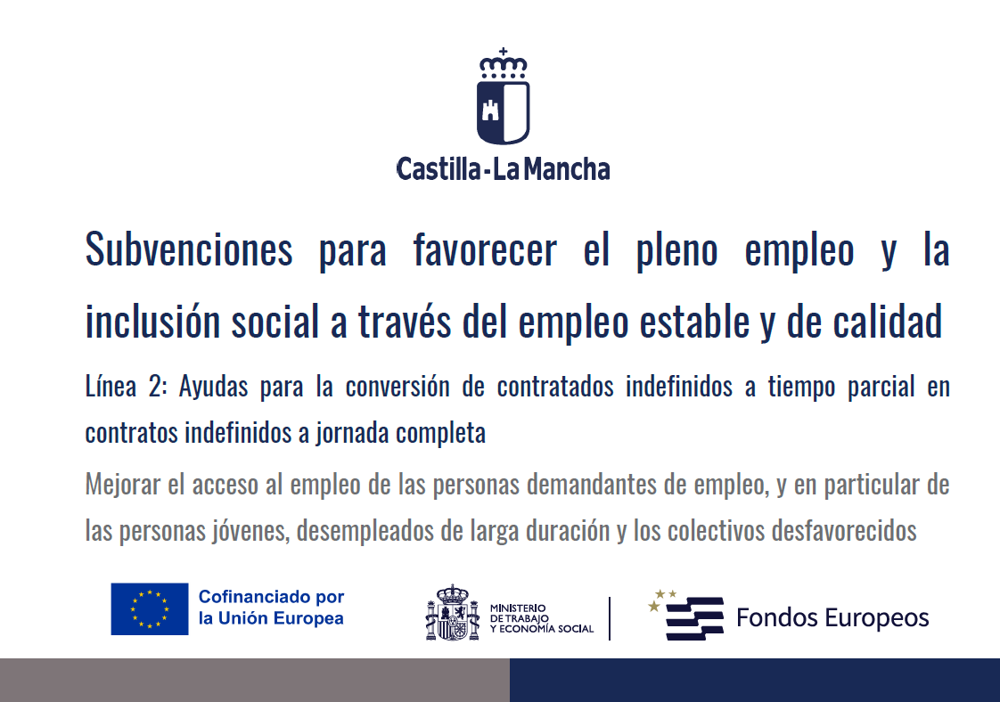 Castilla-La Mancha
Subvenciones para favorecer el pleno empleo y la
inclusión social a través del empleo estable y de calidad
Línea 2: Ayudas para la conversión de contratados indefinidos a tiempo parcial en
contratos indefinidos a jornada completa
Mejorar el acceso al empleo de las personas demandantes de empleo, y en particular de
las personas jóvenes, desempleados de larga duración y los colectivos desfavorecidos
Cofinanciado por
la Unión Europea
MINISTERIO
DE TRABAJO
Y ECONOMÍA SOCIAL
Fondos Europeos